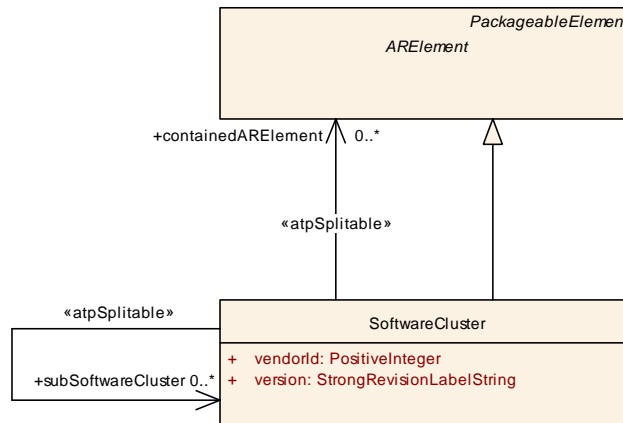 PackageableElemen
ARElement
+containedARElement 0..*
«atpSplitable»
«atpSplitable»
SoftwareCluster
+ vendorId: PositiveInteger
+ version: StrongRevisionLabelString
+subSoftwareCluster 0..*